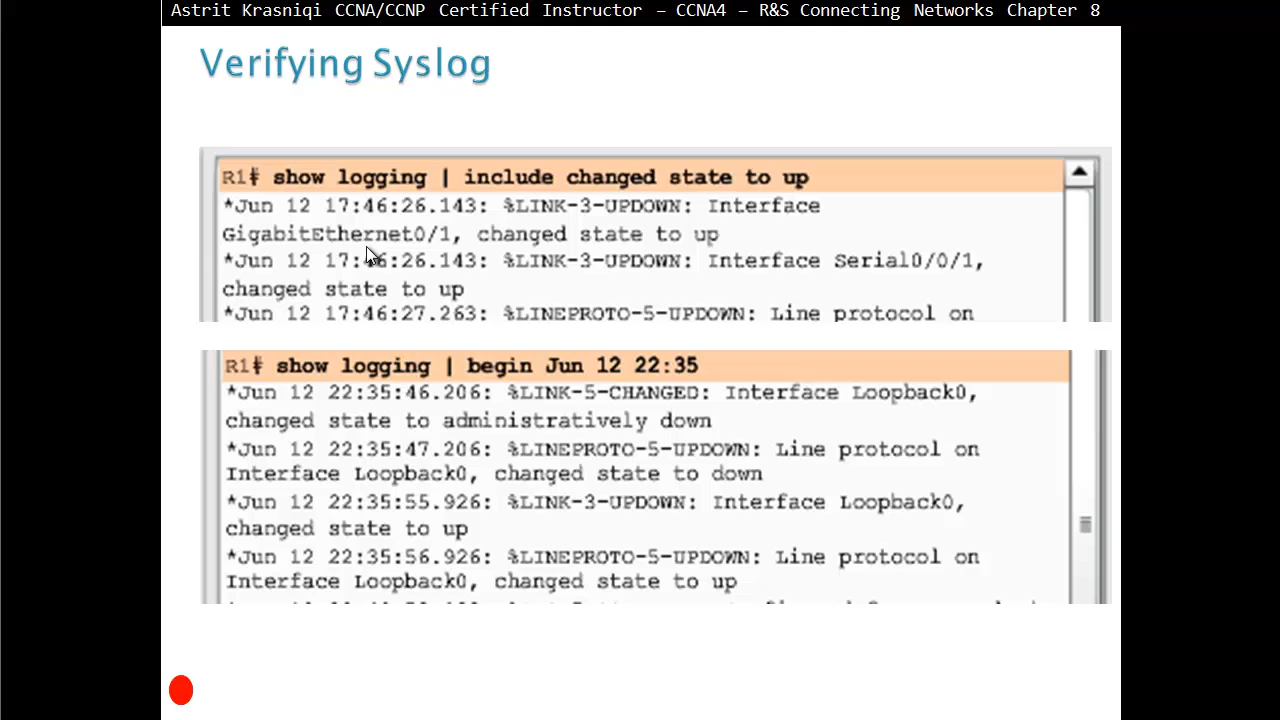 Astrit Krasniqi CCNA/CCNP Certified Instructor – CCNA4 – R&S Connecting Networks Chapter 8
Verifying Syslog
R1# show logging | include changed state to up
*Jun 12 17:46:26.143: %LINK-3-UPDOWN: Interface
GigabitEthernet0/1, changed state to up
*Jun 12 17:46:26.143: %LINK-3-UPDOWN: Interface Serial0/0/1,
changed state to up
*Jun 12 17:46:27.263: %LINEPROTO-5-UPDOWN: Line protocol on
R1# show logging | begin Jun 12 22:35
*Jun 12 22:35:46.206: %LINK-5-CHANGED: Interface Loopback0,
changed state to administratively down
*Jun 12 22:35:47.206: %LINEPROTO-5-UPDOWN: Line protocol on
Interface Loopback0, changed state to down
*Jun 12 22:35:55.926: %LINK-3-UPDOWN: Interface Loopback0,
changed state to up
*Jun 12 22:35:56.926: %LINEPROTO-5-UPDOWN: Line protocol on
Interface Loopback0, changed state to up